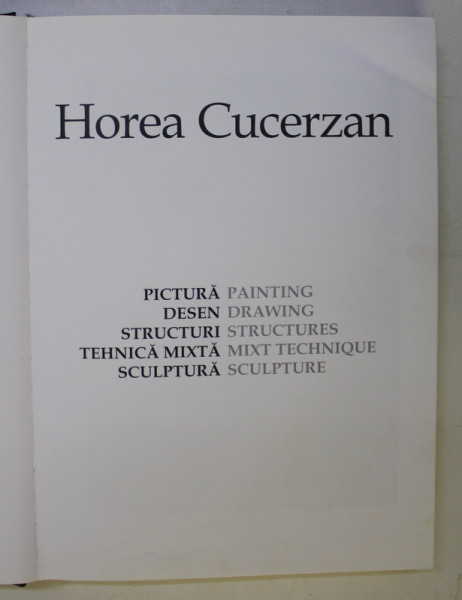 Horea Cucerzan
PICTURĂ PAINTING
DESEN DRAWING
STRUCTURI STRUCTURES
TEHNICĂ MIXTĂ MIXT TECHNIQUE
SCULPTURĂ SCULPTURE